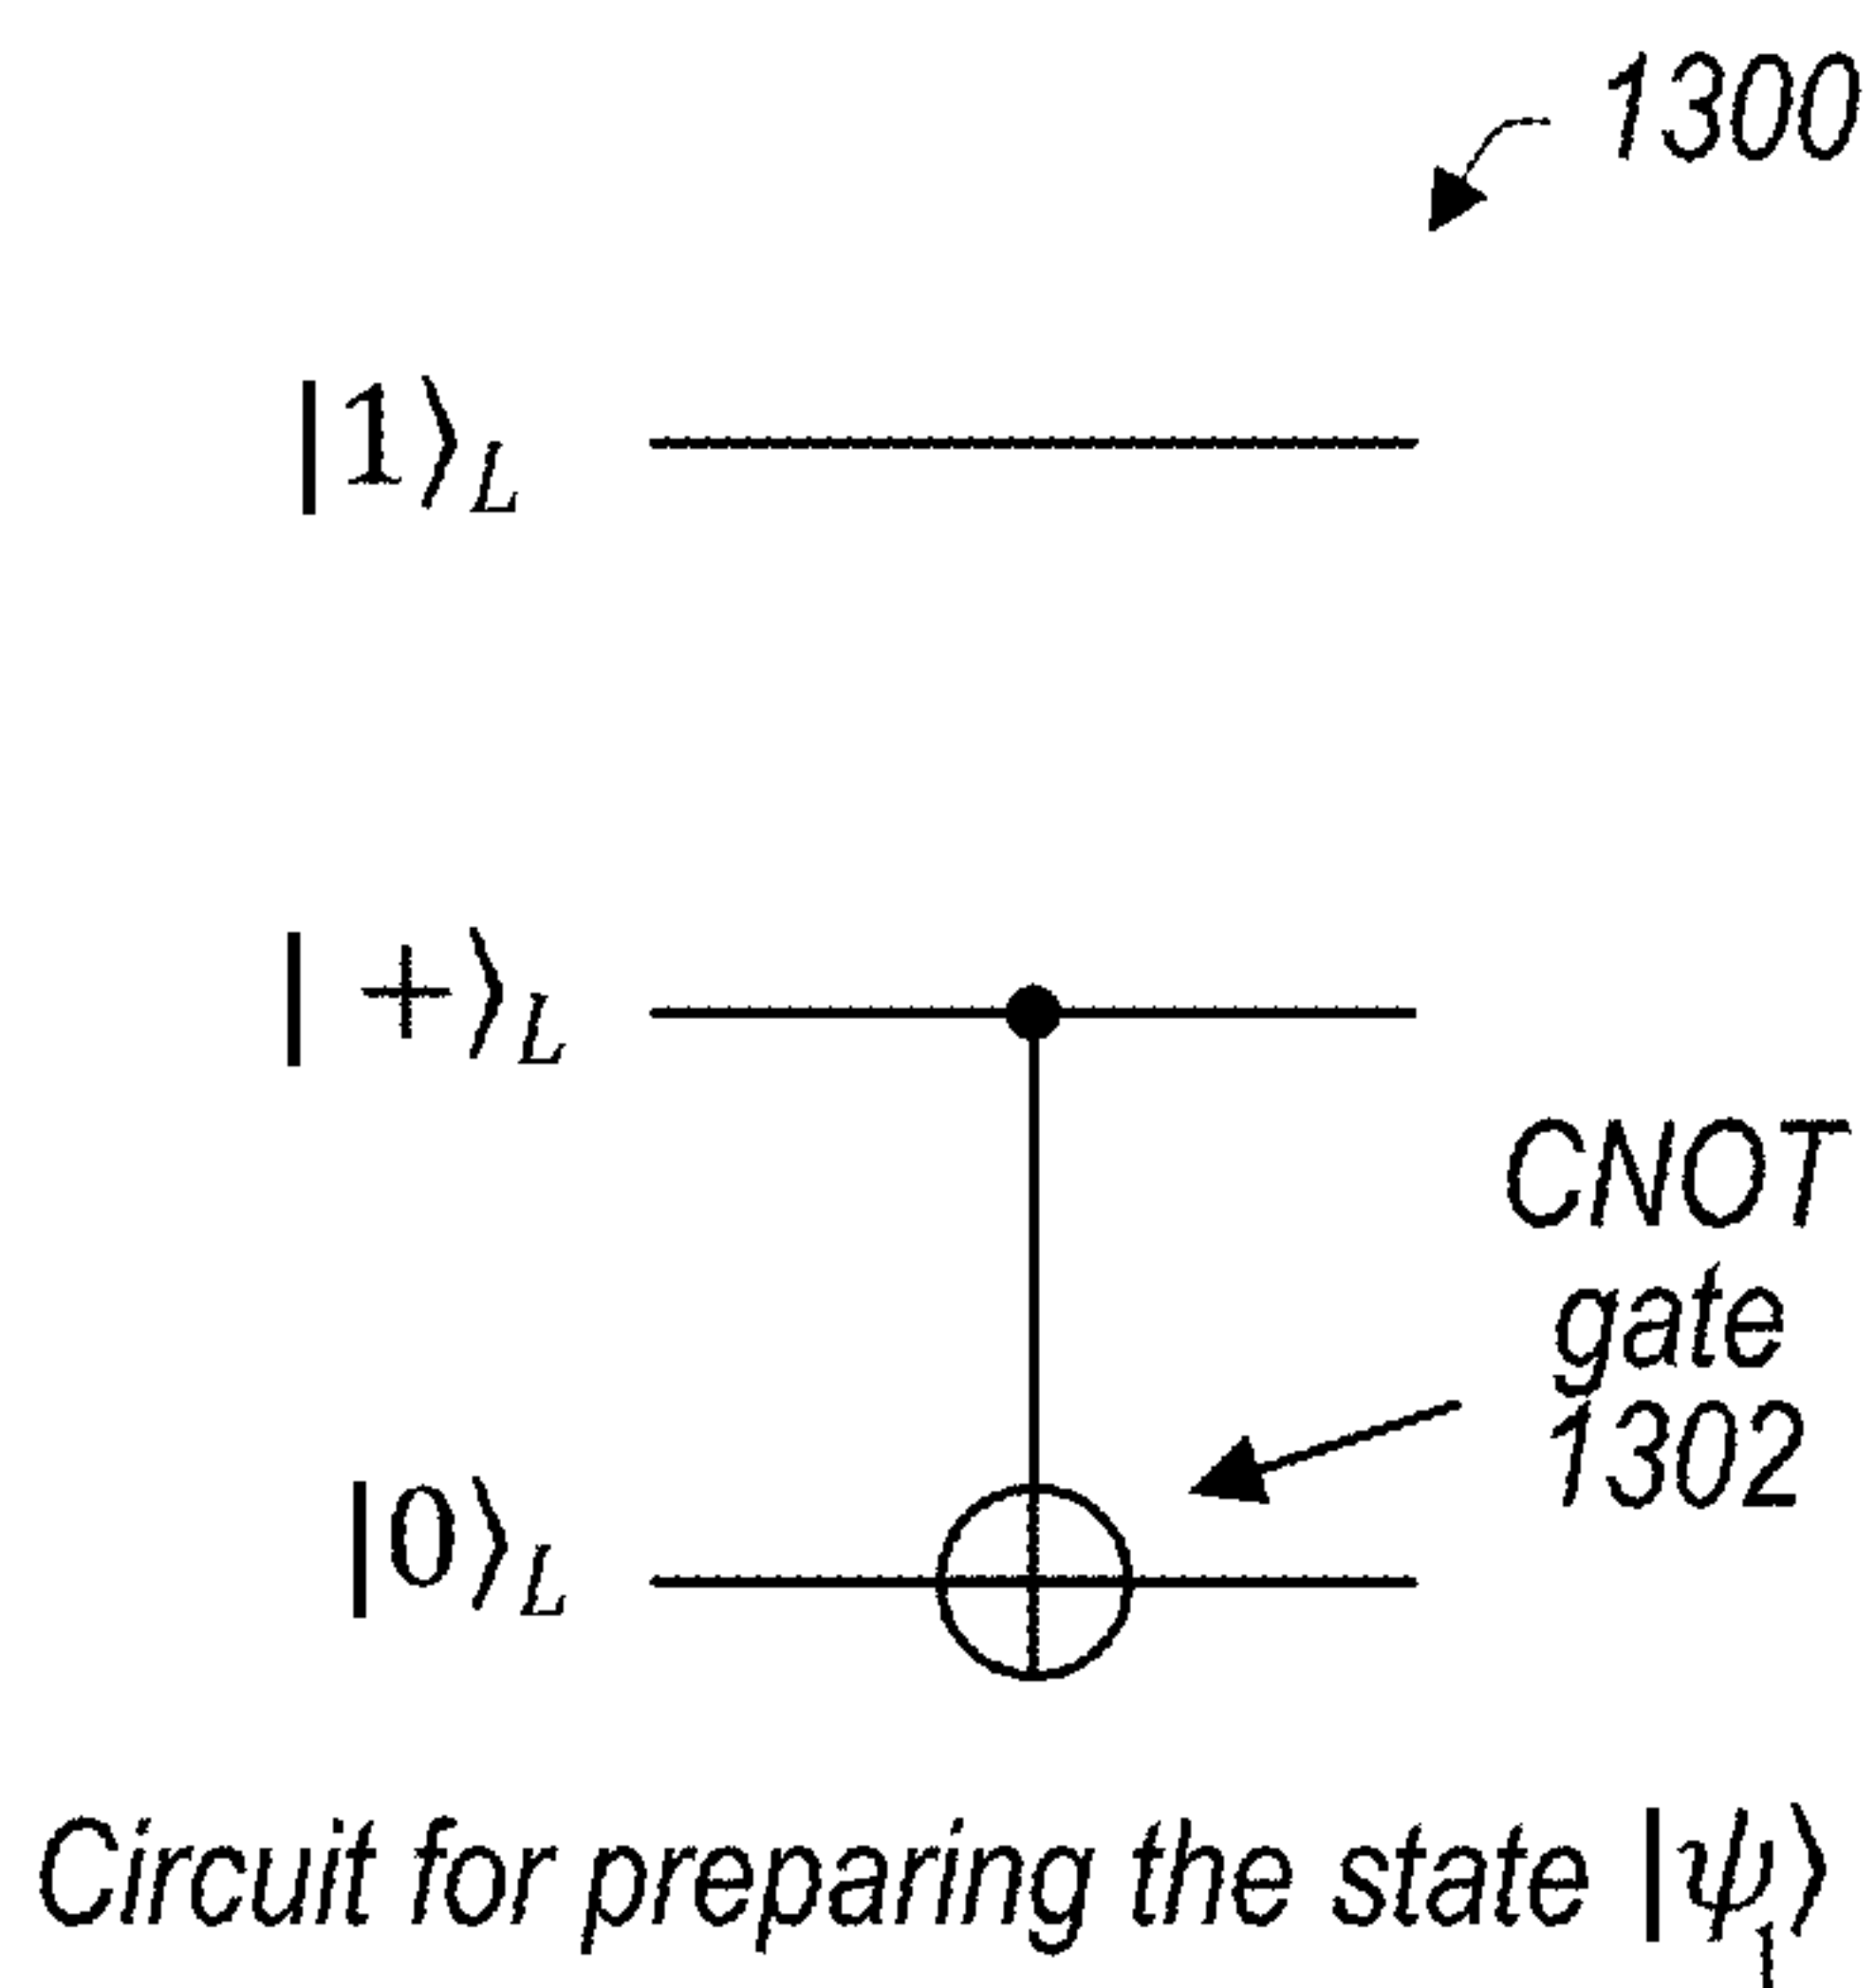 1300
|1⟩L
|+⟩L
CNOT
gate
1302
|0⟩L
Circuit for preparing the state |ψ1⟩